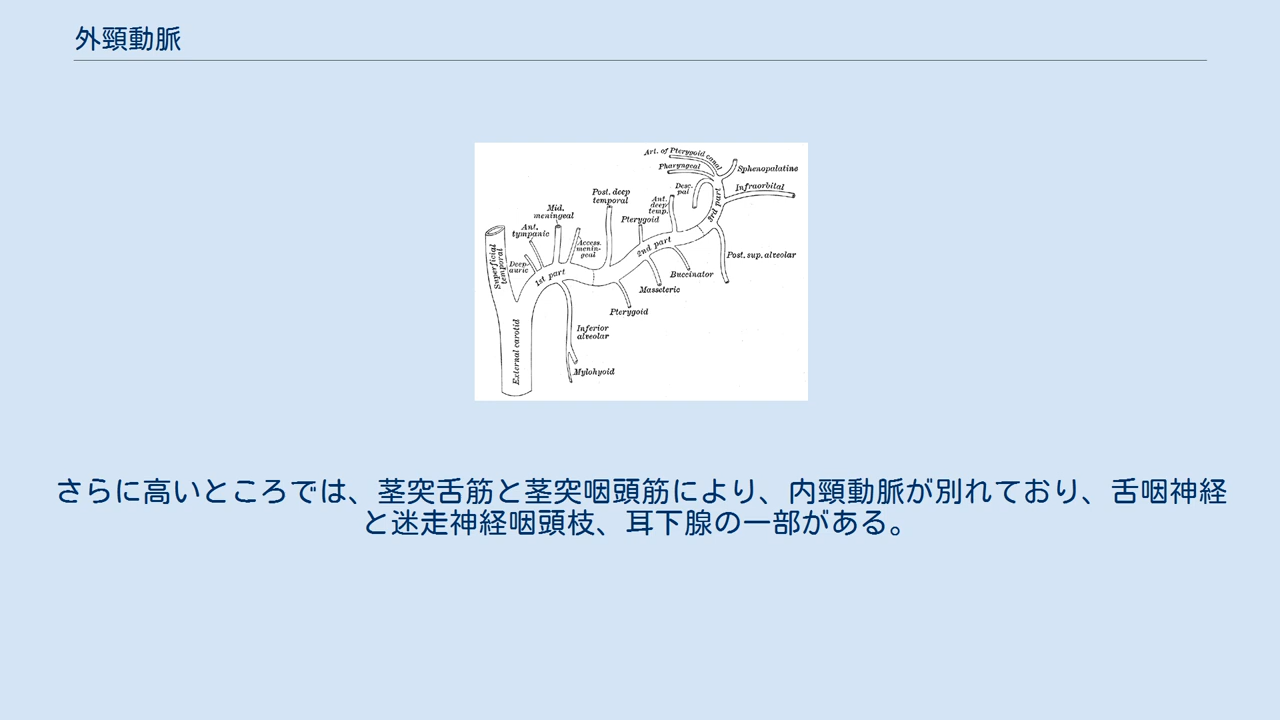 外頸動脈
Art. of Pterypoid canal
Pharyngeal
Sphenopalatine
Desc.
pal
Infraorbital
3rd part
Post. deep
temporal
Ant.
deep
temp.
Mid.
meningeal
Pterygoid
Ant.
tympanic
Access.
menin-
geal
2nd part
Superficial
temporal
Deep
auric
1st part
Post. sup. alveolar
Buccinator
Masseteric
Pterygoid
Inferior
alveolar
External carotid
Mylohyoid
さらに高いところでは、茎突舌筋と茎突咽頭筋により、内頸動脈が別れており、舌咽神経
と迷走神経咽頭枝、耳下腺の一部がある。